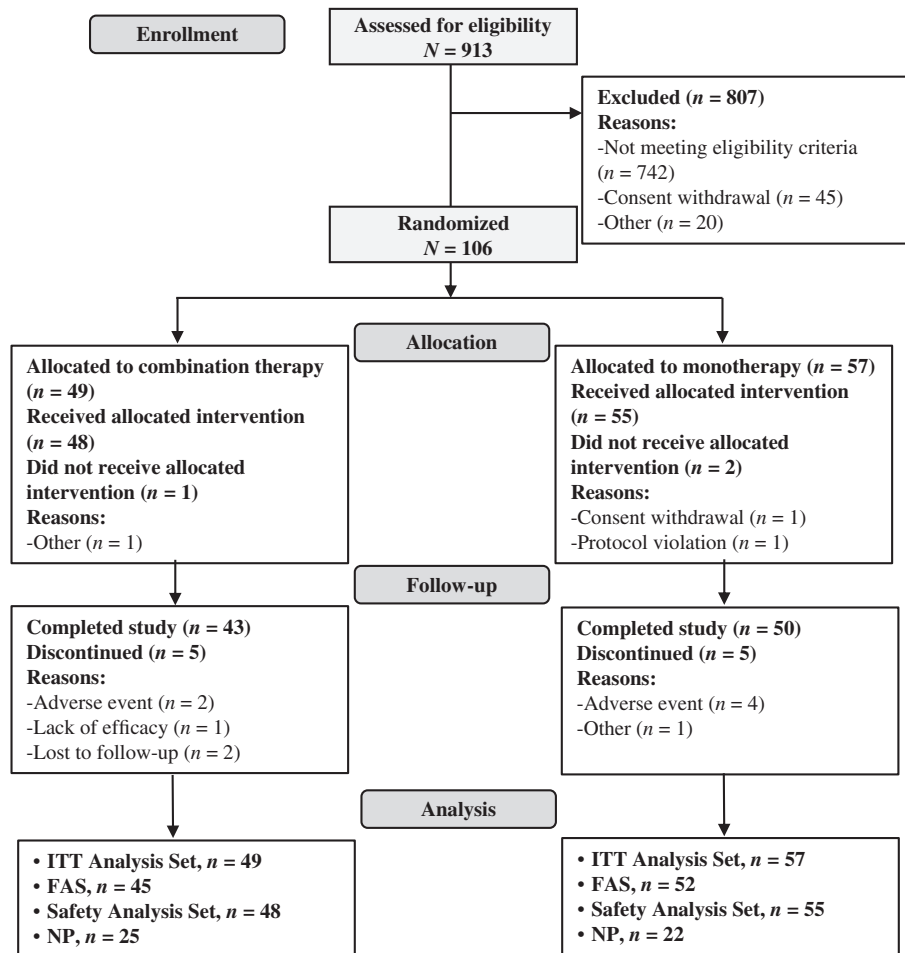 Enrollment
Assessed for eligibility
N = 913
Excluded (n = 807)
Reasons:
-Not meeting eligibility criteria
(n = 742)
-Consent withdrawal (n = 45)
-Other (n = 20)
Randomized
N = 106
Allocation
Allocated to combination therapy
(n = 49)
Received allocated intervention
(n = 48)
Did not receive allocated
intervention (n = 1)
Reasons:
-Other (n = 1)
Allocated to monotherapy (n = 57)
Received allocated intervention
(n = 55)
Did not receive allocated
intervention (n = 2)
Reasons:
-Consent withdrawal (n = 1)
-Protocol violation (n = 1)
Follow-up
Completed study (n = 43)
Discontinued (n = 5)
Reasons:
-Adverse event (n = 2)
-Lack of efficacy (n = 1)
-Lost to follow-up (n = 2)
Completed study (n = 50)
Discontinued (n = 5)
Reasons:
-Adverse event (n = 4)
-Other (n = 1)
Analysis
• ITT Analysis Set, n = 49
• FAS, n = 45
• Safety Analysis Set, n = 48
• NP, n = 25
• ITT Analysis Set, n = 57
• FAS, n = 52
• Safety Analysis Set, n = 55
• NP, n = 22